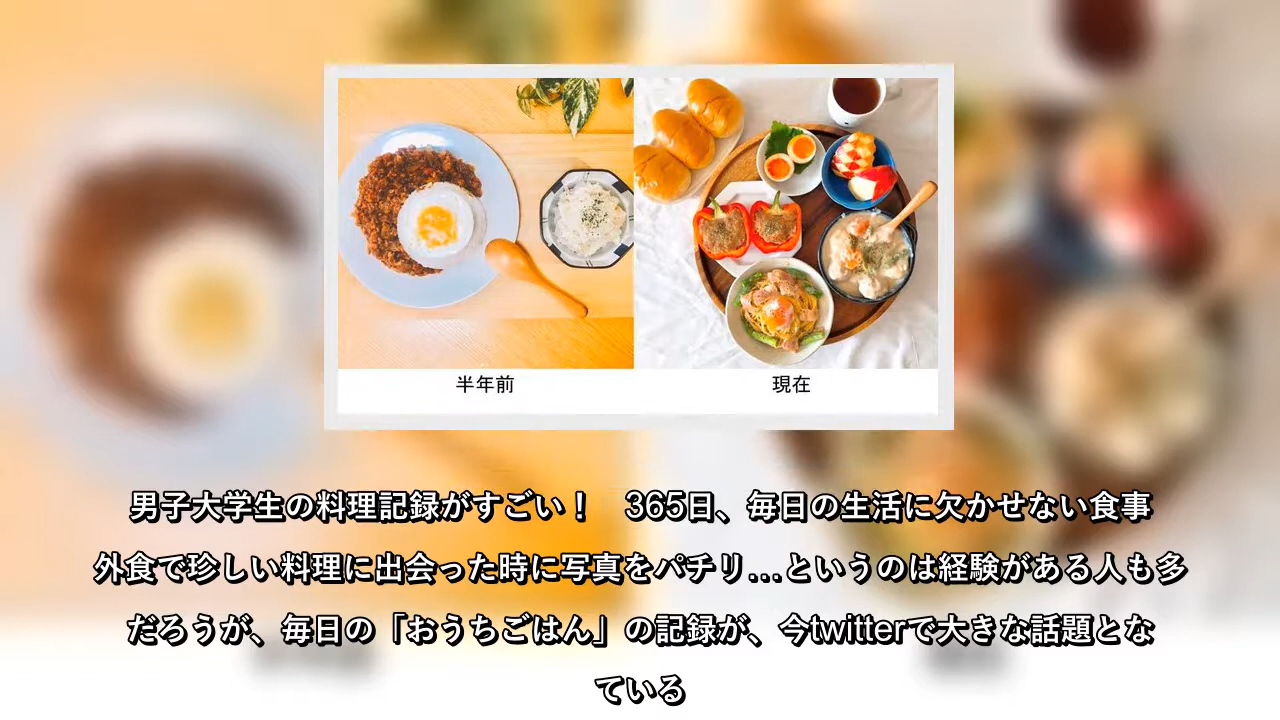 半年前
現在
男子大学生の料理記録がすごい！　365日、毎日の生活に欠かせない食事
外食で珍しい料理に出会った時に写真をパチリ…というのは経験がある人も多
だろうが、毎日の「おうちごはん」の記録が、今twitterで大きな話題とな
ている